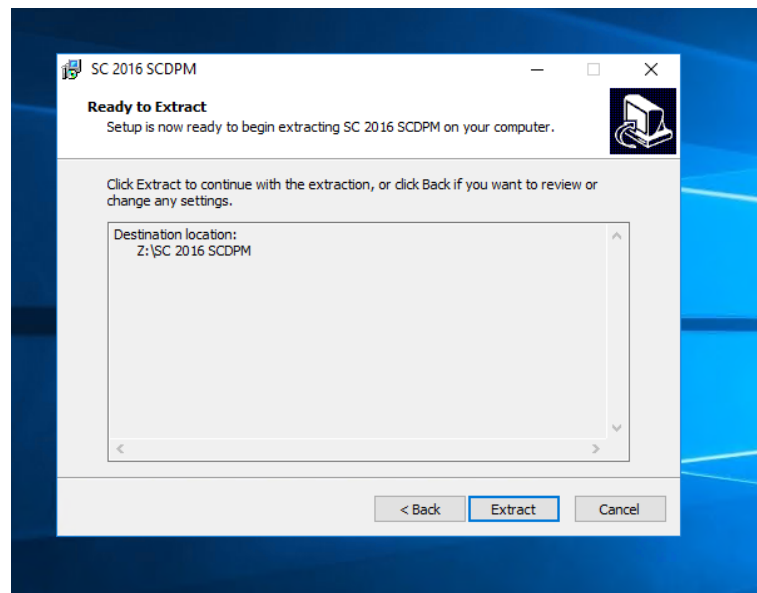 SC 2016 SCDPM
Ready to Extract
Setup is now ready to begin extracting SC 2016 SCDPM on your computer.
Click Extract to continue with the extraction, or click Back if you want to review or
change any settings.
Destination location:
Z:\SC 2016 SCDPM
< Back
Extract
Cancel